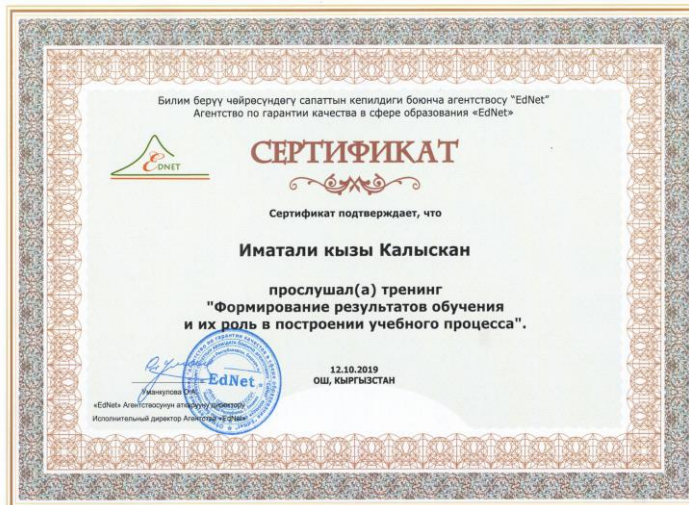 Билим берүү чөйрөсүндөгү сапаттын кепилдиги боюнча агентствосу "EdNet"
Агентство по гарантии качества в сфере образования «EdNet»
EDNET
СЕРТИФИКАТ
Сертификат подтверждает, что
Иматали кызы Калыскан
прослушал(а) тренинг
"Формирование результатов обучения
и их роль в построении учебного процесса".
12.10.2019
ОШ, КЫРГЫЗСТАН
EdNet
Уманкулова О.А.
«EdNet» Агентствосунун аткаруучу директору
Исполнительный директор Агентства «EdNet»